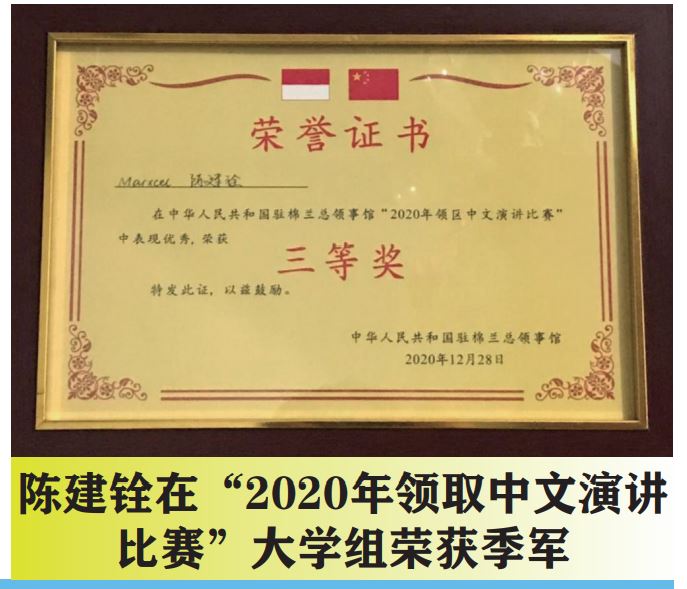 荣誉证书
Marxcel 陈建铨
在中华人民共和国驻棉兰总领事馆“2020年领区中文演讲比赛”
中表现优秀,荣获
三等奖
特发此证,以兹鼓励。
中华人民共和国驻棉兰总领事馆
2020年12月28日
陈建铨在“2020年领取中文演讲
比赛”大学组荣获季军